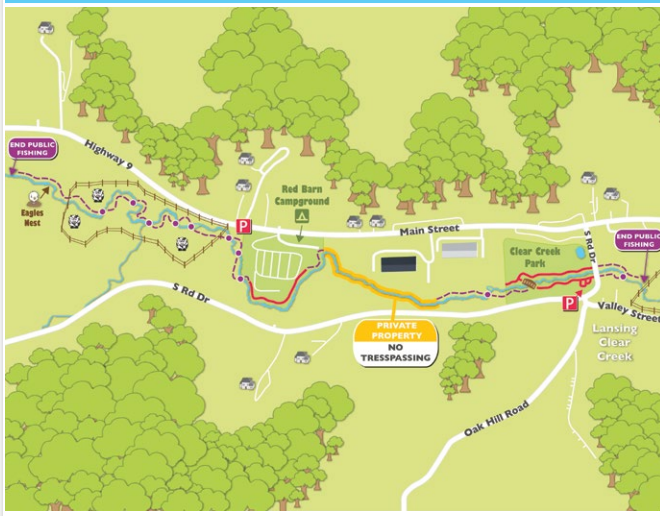 END PUBLIC
FISHING
Highway 9
Eagles
Nest
P
Red Barn
Campground
Main Street
S Rd Dr
Clear Creek
Park
END PUBLIC
FISHING
S Rd Dr
PRIVATE
PROPERTY
NO
TRESSPASSING
P
Valley Street
Lansing
Clear
Creek
Oak Hill Road